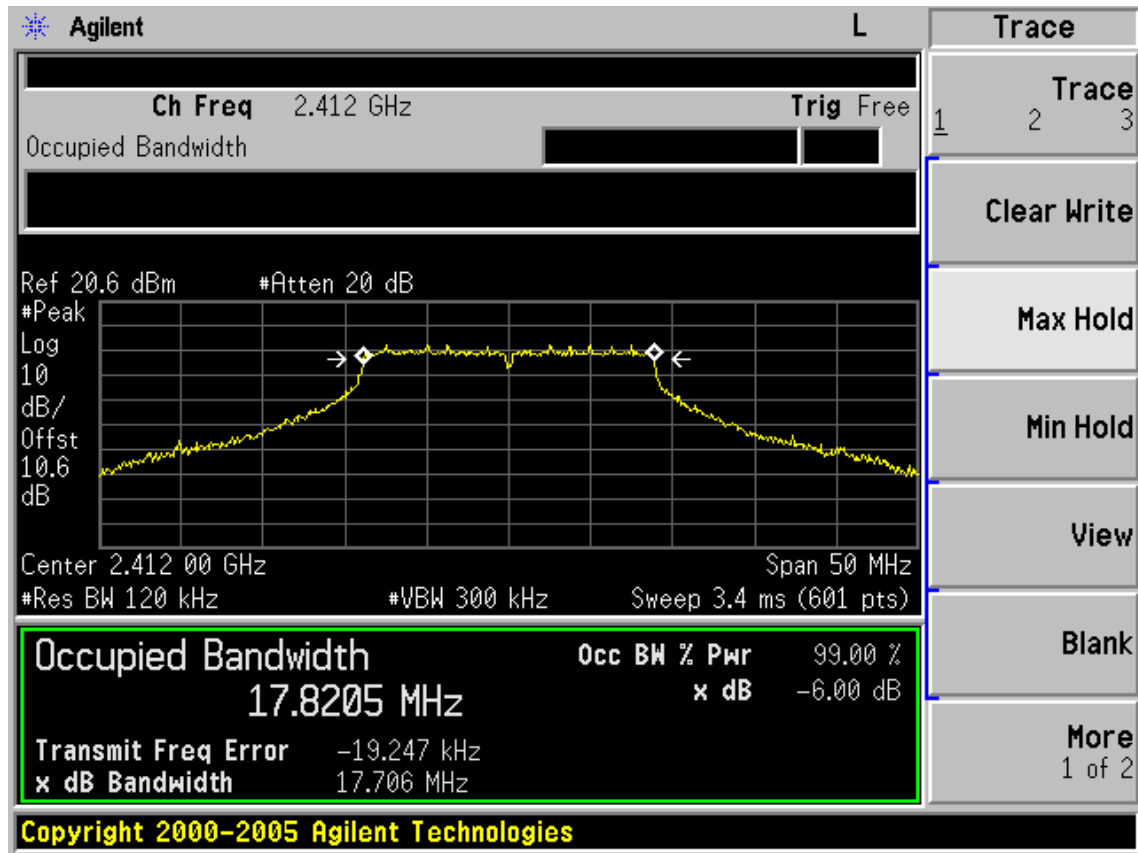 Agilent L Trace
Ch Freq 2.412 GHz Trig Free
Occupied Bandwidth
Trace
1 2 3
Clear Write
Max Hold
Min Hold
View
Blank
More
1 of 2
Ref 20.6 dBm #Atten 20 dB
#Peak
Log
10
dB/
Offst
10.6
dB
Center 2.412 00 GHz Span 50 MHz
#Res BW 120 kHz #VBW 300 kHz Sweep 3.4 ms (601 pts)
Occupied Bandwidth Occ BW % Pwr 99.00 %
17.8205 MHz x dB -6.00 dB
Transmit Freq Error -19.247 kHz
x dB Bandwidth 17.706 MHz
Copyright 2000-2005 Agilent Technologies